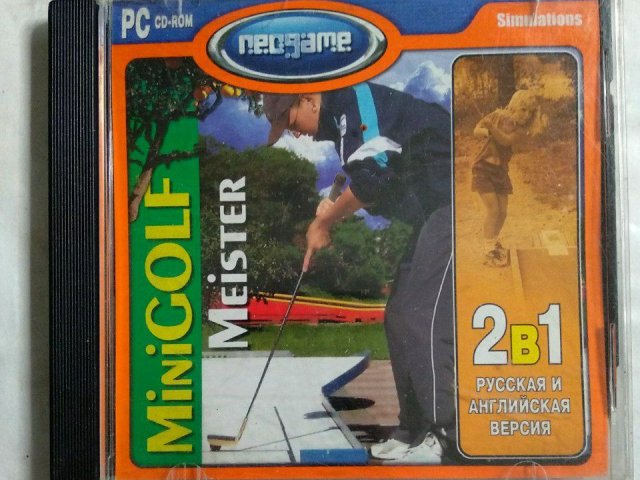 PC CD-ROM
neogame
Simulations
MiNiGOLF
MEiSTER
2в1
РУССКАЯ И
АНГЛИЙСКАЯ
ВЕРСИЯ